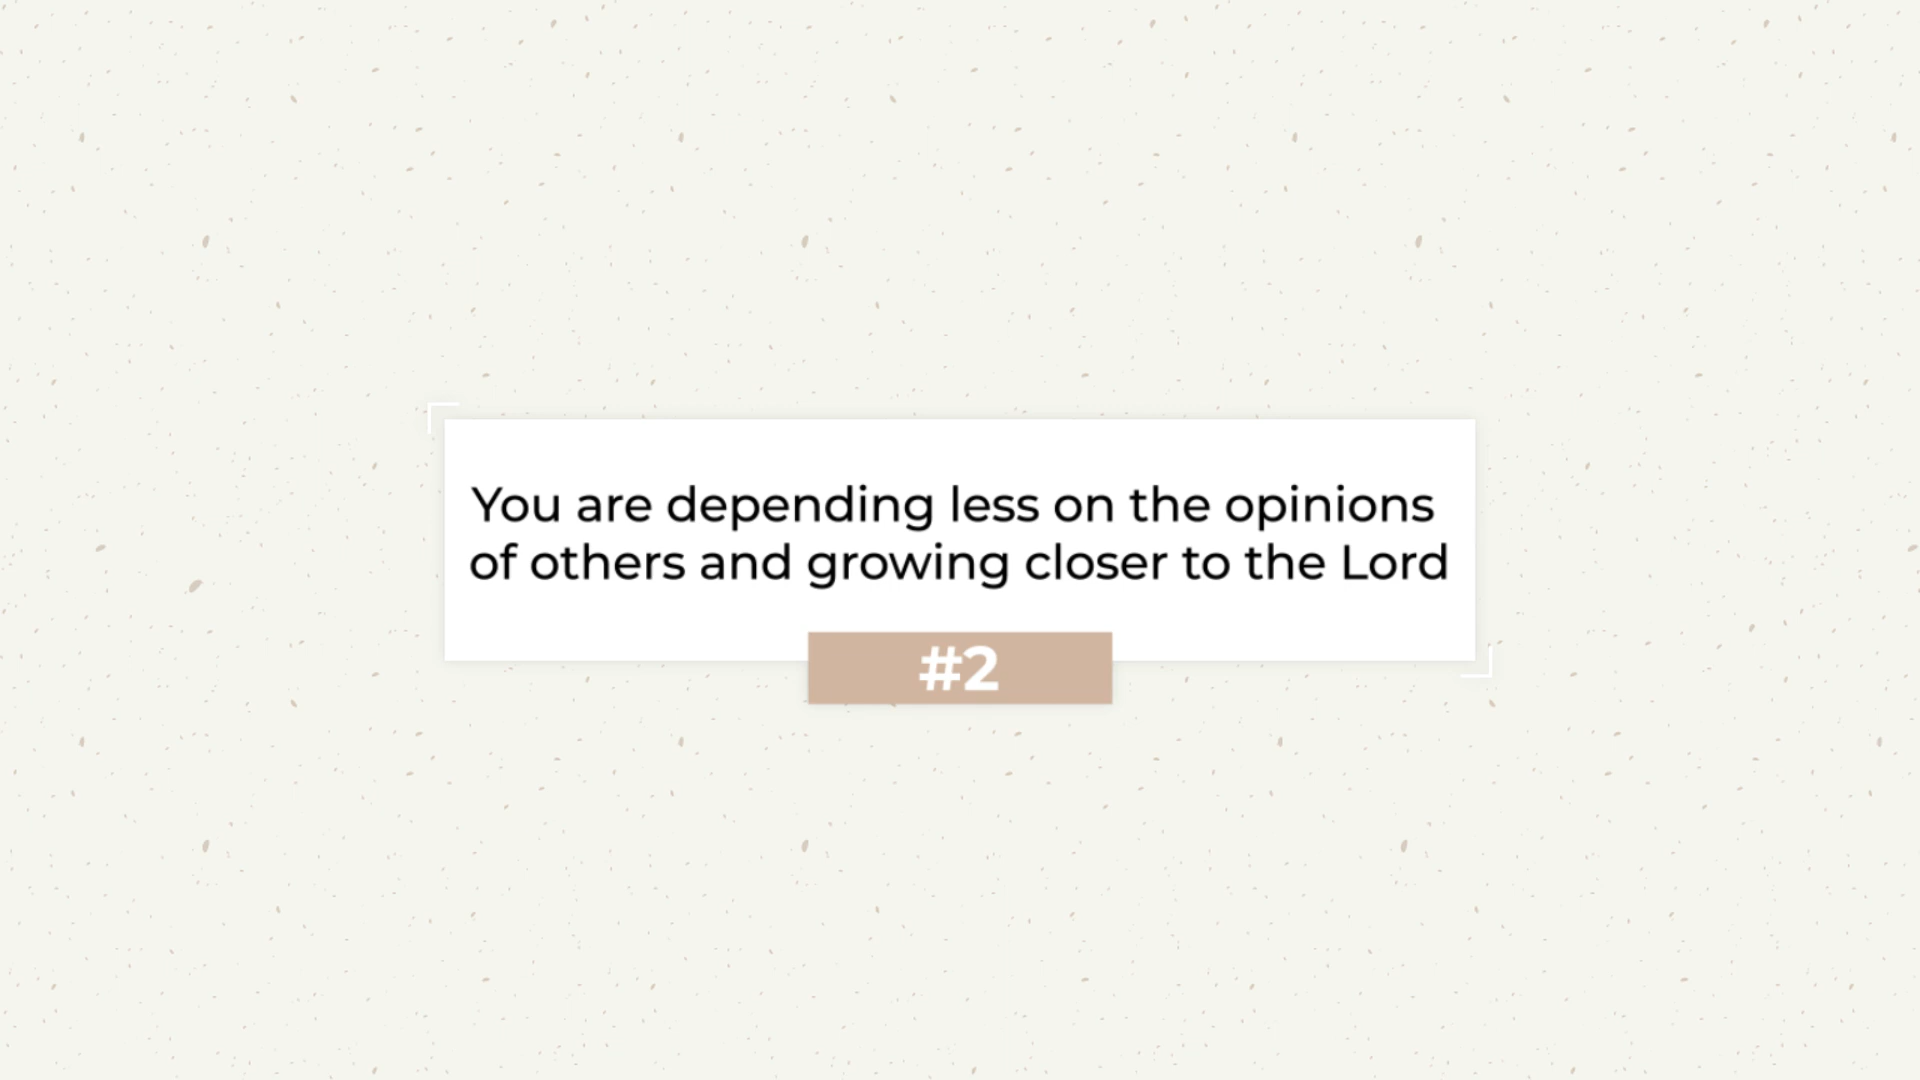 You are depending less on the opinions
of others and growing closer to the Lord
#2